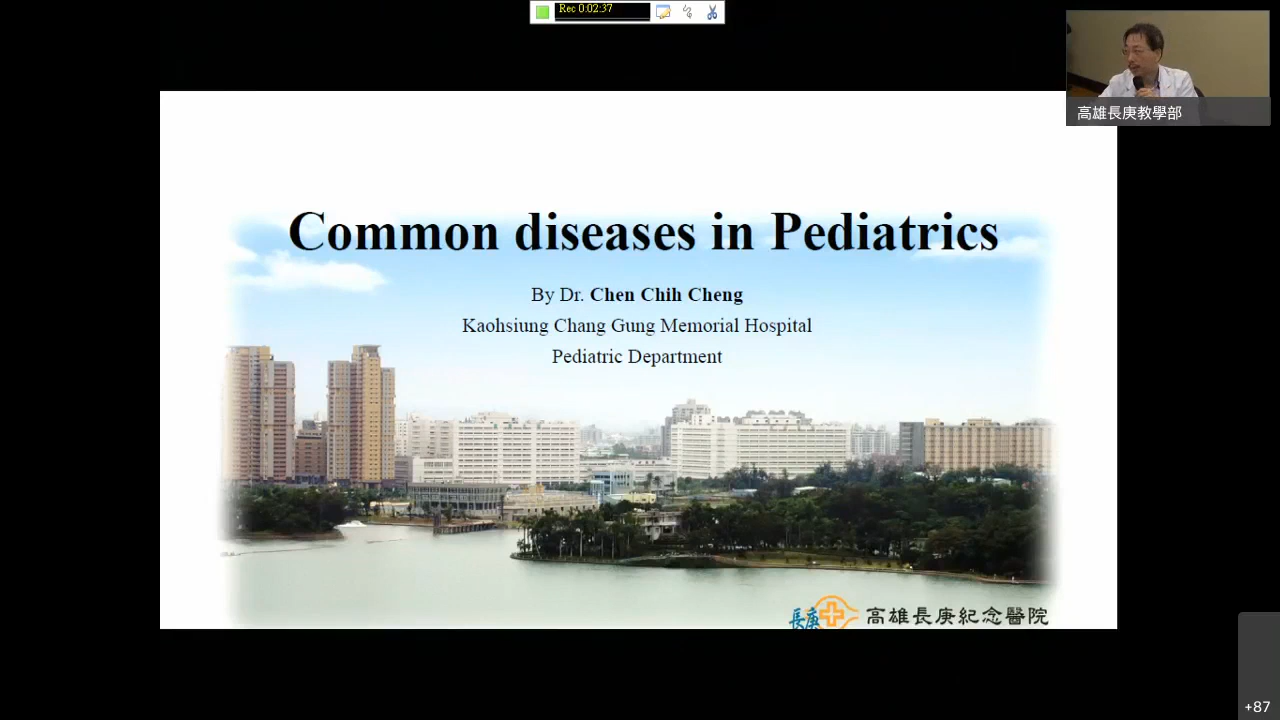 Rec 0:02:37
高雄長庚教學部
Common diseases in Pediatrics
By Dr. Chen Chih Cheng
Kaohsiung Chang Gung Memorial Hospital
Pediatric Department
長庚 高雄長庚紀念醫院
+87